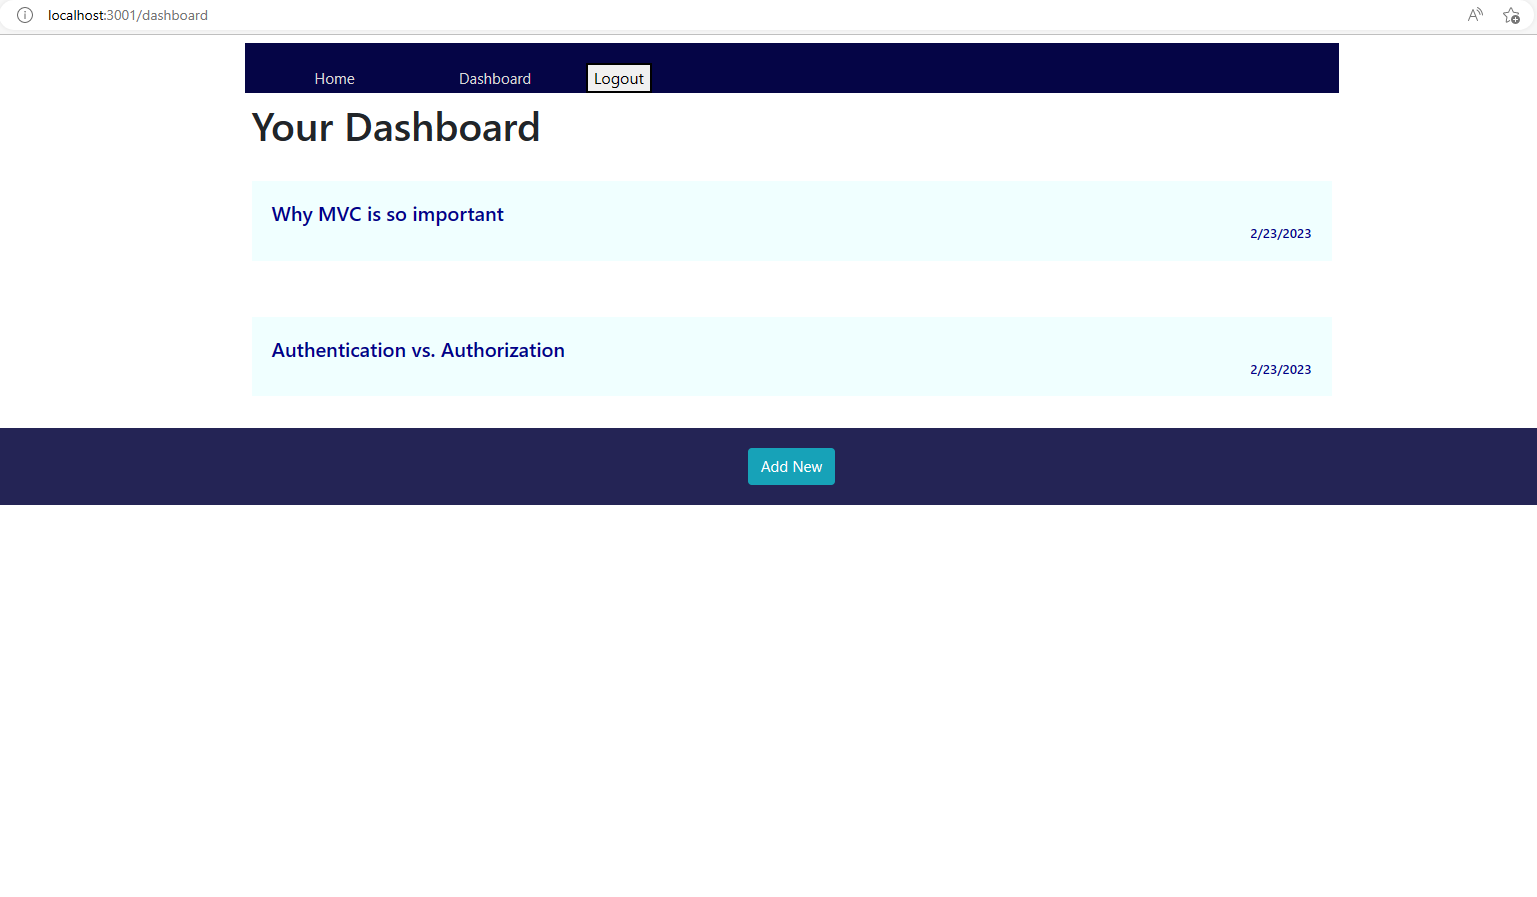 localhost:3001/dashboard
Home Dashboard Logout
Your Dashboard
Why MVC is so important
2/23/2023
Authentication vs. Authorization
2/23/2023
Add New